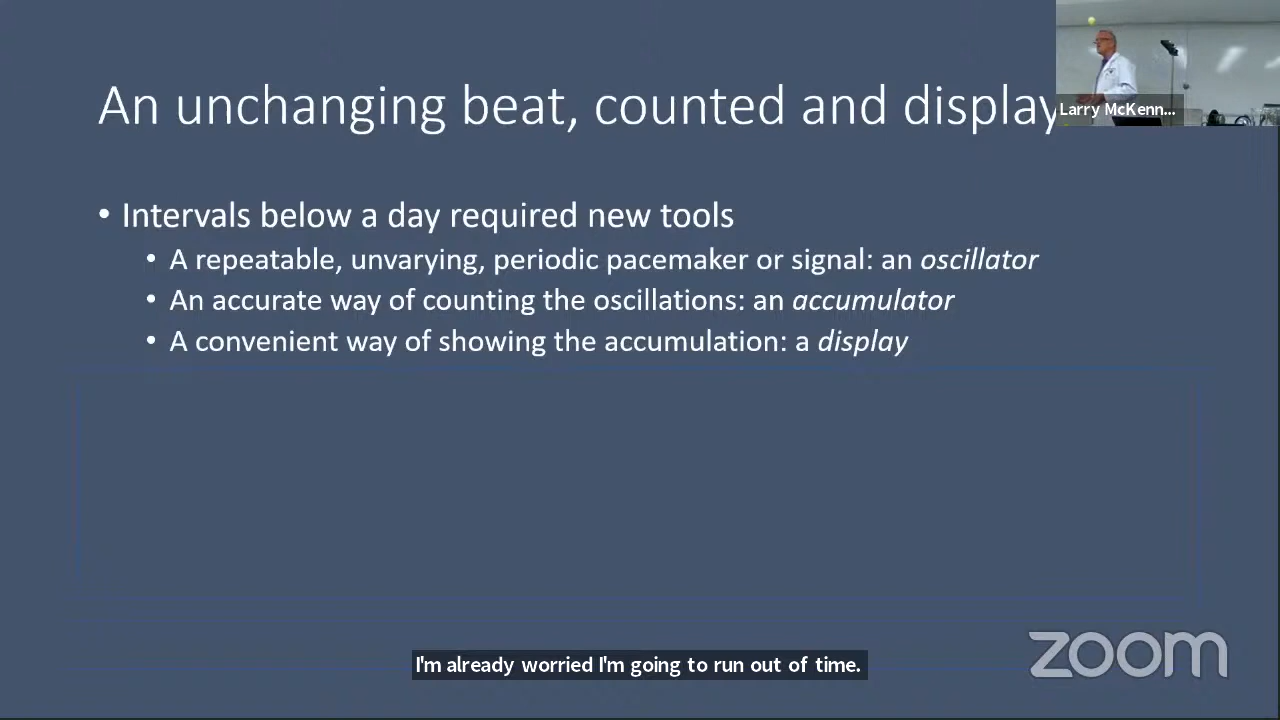 An unchanging beat, counted and display
Larry McKenn...
• Intervals below a day required new tools
• A repeatable, unvarying, periodic pacemaker or signal: an oscillator
• An accurate way of counting the oscillations: an accumulator
• A convenient way of showing the accumulation: a display
I'm already worried I'm going to run out of time.
zoom